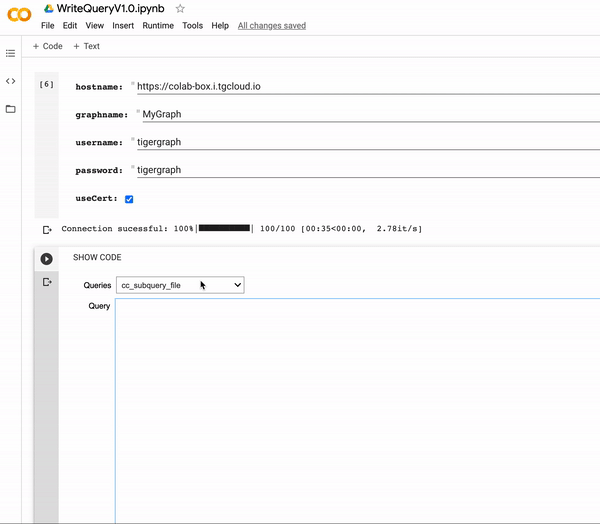 WriteQueryV1.0.ipynb
File Edit View Insert Runtime Tools Help All changes saved
+ Code + Text
[6]
hostname: "https://colab-box.i.tgcloud.io
graphname: "MyGraph
username: "tigergraph
password: "tigergraph
useCert:
Connection sucessful: 100%|██████████| 100/100 [00:35<00:00, 2.78it/s]
SHOW CODE
Queries cc_subquery_file
Query